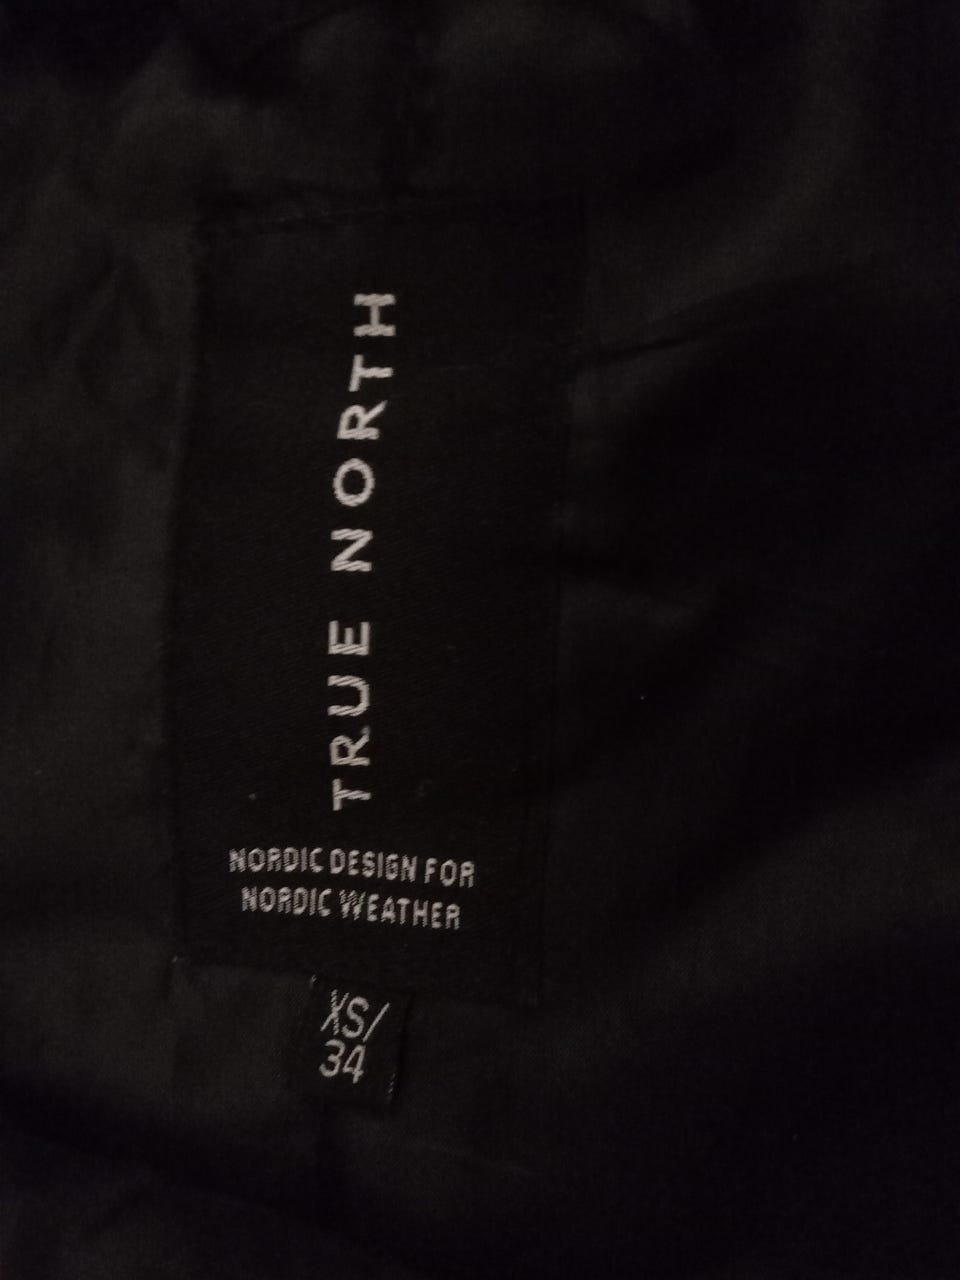 TRUE NORTH
NORDIC DESIGN FOR
NORDIC WEATHER
XS/
34